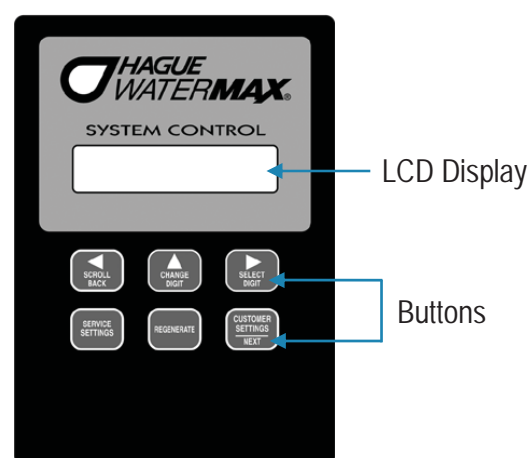 HAGUE
WATERMAX®
SYSTEM CONTROL
LCD Display
SCROLL
BACK
CHANGE
DIGIT
SELECT
DIGIT
Buttons
SERVICE
SETTINGS
REGENERATE
CUSTOMER
SETTINGS
NEXT